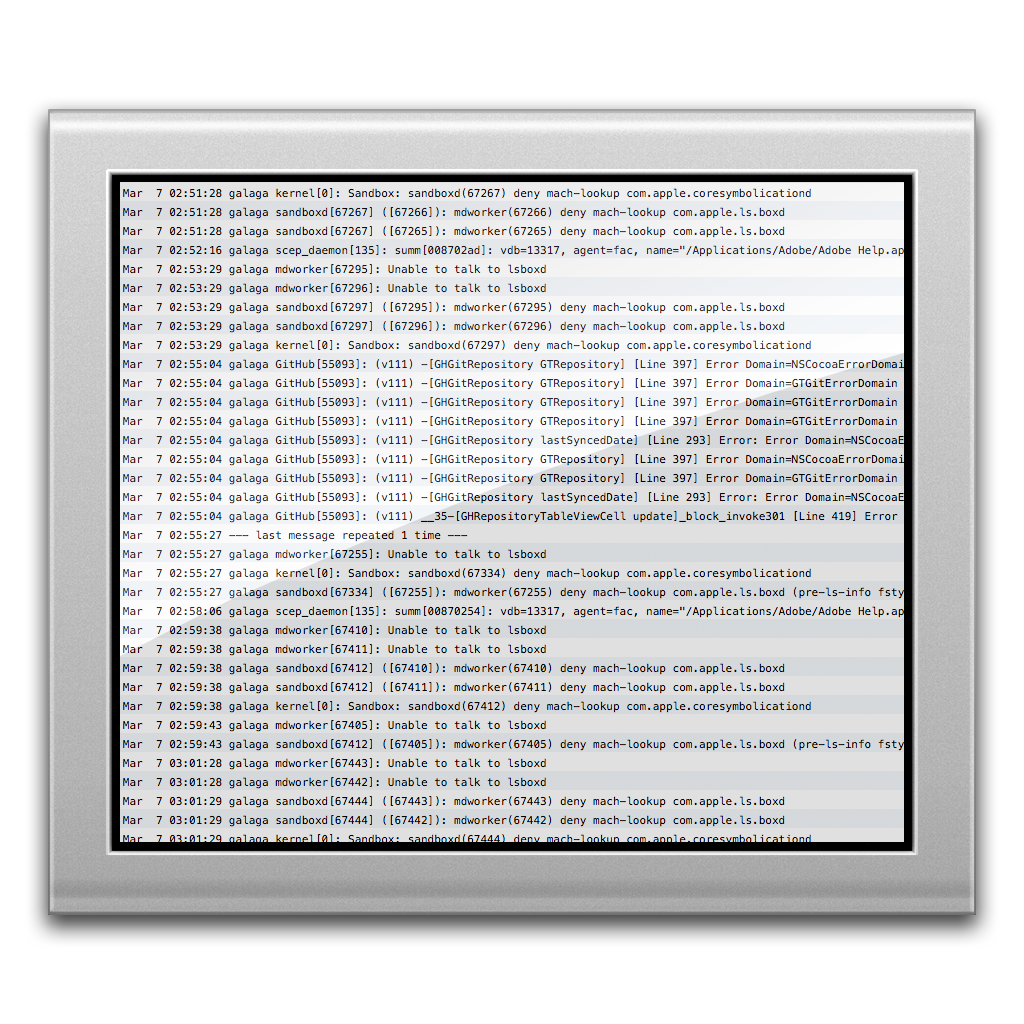 Mar  7 02:51:28 galaga kernel[0]: Sandbox: sandboxd(67267) deny mach-lookup com.apple.coresymbolicationd
Mar  7 02:51:28 galaga sandboxd[67267] ([67266]): mdworker(67266) deny mach-lookup com.apple.ls.boxd
Mar  7 02:51:28 galaga sandboxd[67267] ([67265]): mdworker(67265) deny mach-lookup com.apple.ls.boxd
Mar  7 02:52:16 galaga scep_daemon[135]: summ[008702ad]: vdb=13317, agent=fac, name="/Applications/Adobe/Adobe Help.ap
Mar  7 02:53:29 galaga mdworker[67295]: Unable to talk to lsboxd
Mar  7 02:53:29 galaga mdworker[67296]: Unable to talk to lsboxd
Mar  7 02:53:29 galaga sandboxd[67297] ([67295]): mdworker(67295) deny mach-lookup com.apple.ls.boxd
Mar  7 02:53:29 galaga sandboxd[67297] ([67296]): mdworker(67296) deny mach-lookup com.apple.ls.boxd
Mar  7 02:53:29 galaga kernel[0]: Sandbox: sandboxd(67297) deny mach-lookup com.apple.coresymbolicationd
Mar  7 02:55:04 galaga GitHub[55093]: (v111) -[GHGitRepository GTRepository] [Line 397] Error Domain=NSCocoaErrorDomai
Mar  7 02:55:04 galaga GitHub[55093]: (v111) -[GHGitRepository GTRepository] [Line 397] Error Domain=GTGitErrorDomain
Mar  7 02:55:04 galaga GitHub[55093]: (v111) -[GHGitRepository GTRepository] [Line 397] Error Domain=GTGitErrorDomain
Mar  7 02:55:04 galaga GitHub[55093]: (v111) -[GHGitRepository GTRepository] [Line 397] Error Domain=GTGitErrorDomain
Mar  7 02:55:04 galaga GitHub[55093]: (v111) -[GHGitRepository lastSyncedDate] [Line 293] Error: Error Domain=NSCocoaE
Mar  7 02:55:04 galaga GitHub[55093]: (v111) -[GHGitRepository GTRepository] [Line 397] Error Domain=NSCocoaErrorDomai
Mar  7 02:55:04 galaga GitHub[55093]: (v111) -[GHGitRepository GTRepository] [Line 397] Error Domain=GTGitErrorDomain
Mar  7 02:55:04 galaga GitHub[55093]: (v111) -[GHGitRepository lastSyncedDate] [Line 293] Error: Error Domain=NSCocoaE
Mar  7 02:55:04 galaga GitHub[55093]: (v111) __35-[GHRepositoryTableViewCell update]_block_invoke301 [Line 419] Error
Mar  7 02:55:27 --- last message repeated 1 time ---
Mar  7 02:55:27 galaga mdworker[67255]: Unable to talk to lsboxd
Mar  7 02:55:27 galaga kernel[0]: Sandbox: sandboxd(67334) deny mach-lookup com.apple.coresymbolicationd
Mar  7 02:55:27 galaga sandboxd[67334] ([67255]): mdworker(67255) deny mach-lookup com.apple.ls.boxd (pre-ls-info fsty
Mar  7 02:58:06 galaga scep_daemon[135]: summ[00870254]: vdb=13317, agent=fac, name="/Applications/Adobe/Adobe Help.ap
Mar  7 02:59:38 galaga mdworker[67410]: Unable to talk to lsboxd
Mar  7 02:59:38 galaga mdworker[67411]: Unable to talk to lsboxd
Mar  7 02:59:38 galaga sandboxd[67412] ([67410]): mdworker(67410) deny mach-lookup com.apple.ls.boxd
Mar  7 02:59:38 galaga sandboxd[67412] ([67411]): mdworker(67411) deny mach-lookup com.apple.ls.boxd
Mar  7 02:59:38 galaga kernel[0]: Sandbox: sandboxd(67412) deny mach-lookup com.apple.coresymbolicationd
Mar  7 02:59:43 galaga mdworker[67405]: Unable to talk to lsboxd
Mar  7 02:59:43 galaga sandboxd[67412] ([67405]): mdworker(67405) deny mach-lookup com.apple.ls.boxd (pre-ls-info fsty
Mar  7 03:01:28 galaga mdworker[67443]: Unable to talk to lsboxd
Mar  7 03:01:28 galaga mdworker[67442]: Unable to talk to lsboxd
Mar  7 03:01:29 galaga sandboxd[67444] ([67443]): mdworker(67443) deny mach-lookup com.apple.ls.boxd
Mar  7 03:01:29 galaga sandboxd[67444] ([67442]): mdworker(67442) deny mach-lookup com.apple.ls.boxd
Mar  7 03:01:29 galaga kernel[0]: Sandbox: sandboxd(67444) deny mach-lookup com.apple.coresymbolicationd